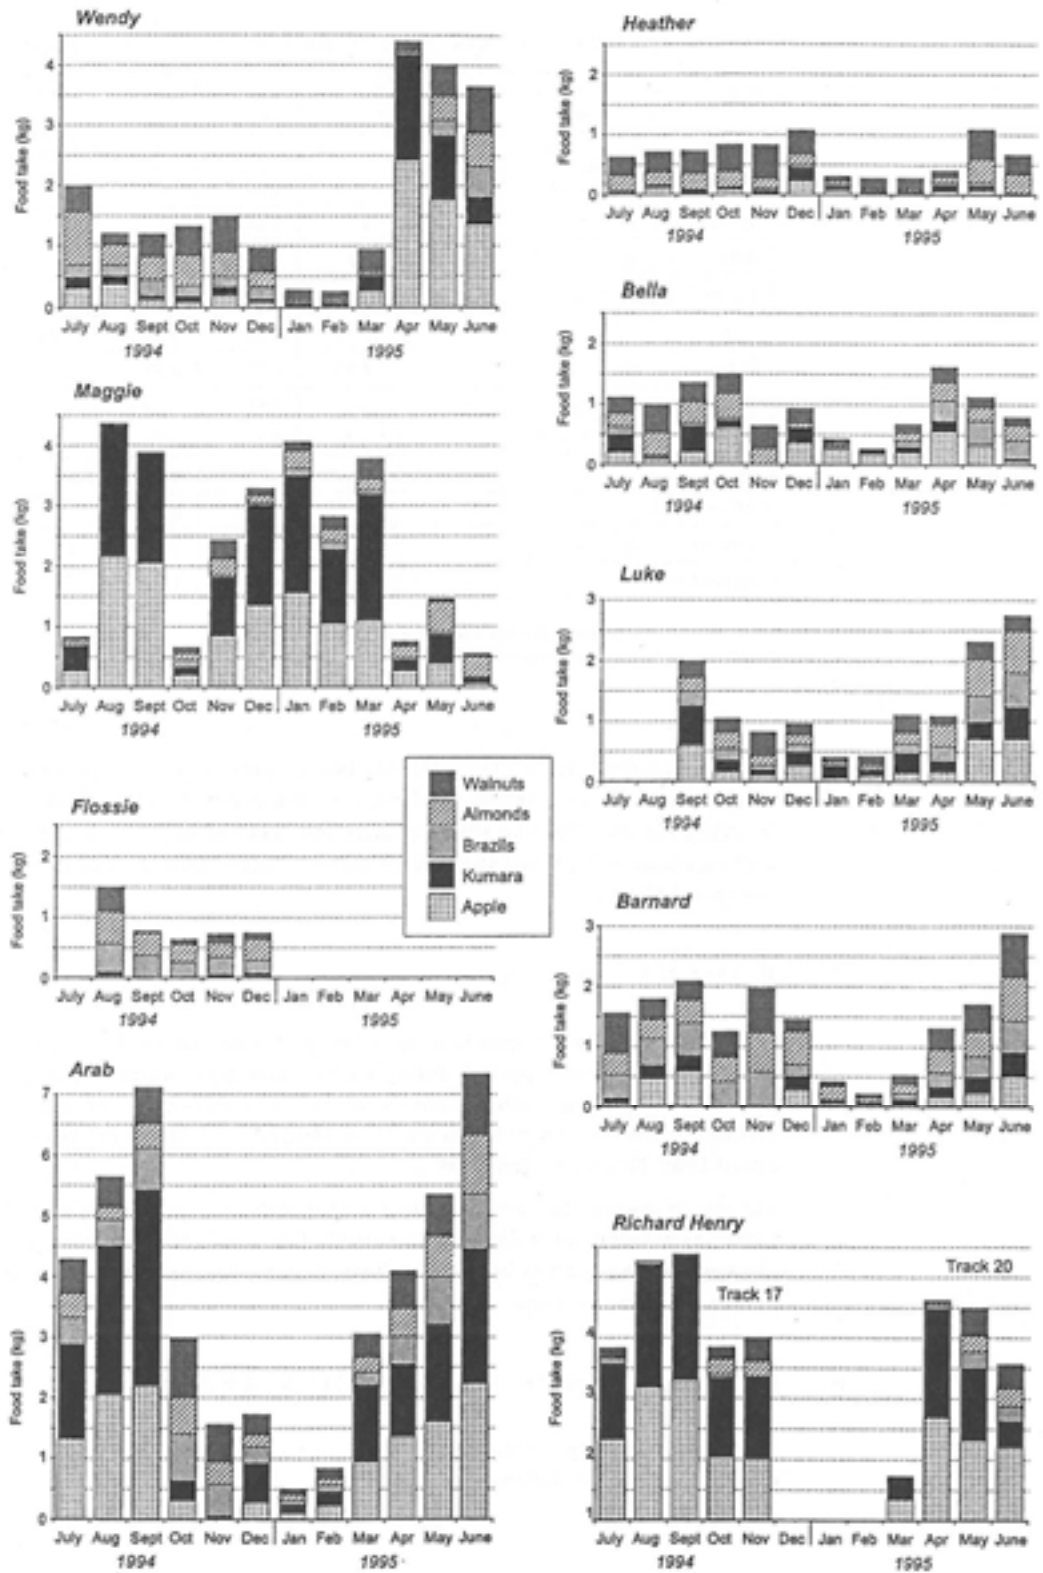 Wendy
Food take (kg)
4
3
2
1
0
July Aug Sept Oct Nov Dec Jan Feb Mar Apr May June
1994 1995
Maggie
Food take (kg)
4
3
2
1
0
July Aug Sept Oct Nov Dec Jan Feb Mar Apr May June
1994 1995
Flossie
Food take (kg)
2
1
0
July Aug Sept Oct Nov Dec Jan Feb Mar Apr May June
1994 1995
Arab
Food take (kg)
7
6
5
4
3
2
1
0
July Aug Sept Oct Nov Dec Jan Feb Mar Apr May June
1994 1995
Walnuts
Almonds
Brazils
Kumara
Apple
Heather
Food take (kg)
2
1
0
July Aug Sept Oct Nov Dec Jan Feb Mar Apr May June
1994 1995
Bella
Food take (kg)
2
1
0
July Aug Sept Oct Nov Dec Jan Feb Mar Apr May June
1994 1995
Luke
Food take (kg)
3
2
1
0
July Aug Sept Oct Nov Dec Jan Feb Mar Apr May June
1994 1995
Barnard
Food take (kg)
3
2
1
0
July Aug Sept Oct Nov Dec Jan Feb Mar Apr May June
1994 1995
Richard Henry
Track 20
Track 17
Food take (kg)
4
3
2
1
July Aug Sept Oct Nov Dec Jan Feb Mar Apr May June
1994 1995